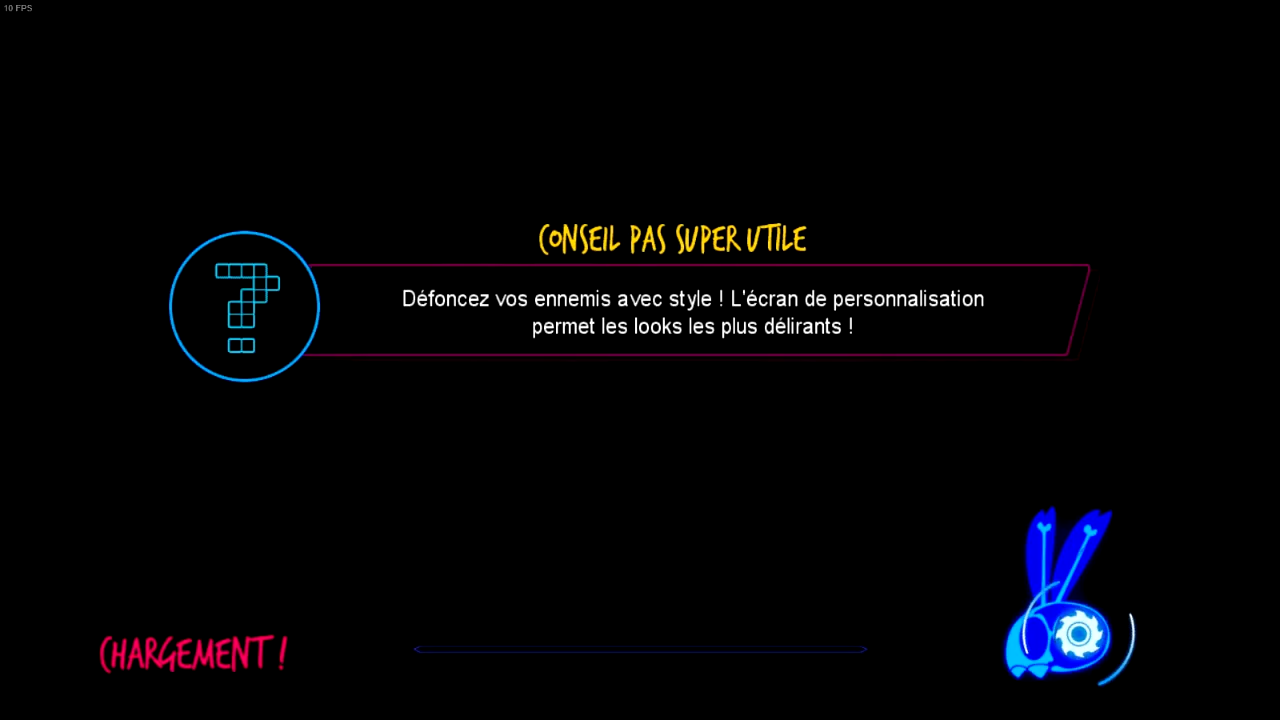 10 FPS
CONSEIL PAS SUPER UTILE
Défoncez vos ennemis avec style ! L'écran de personnalisation
permet les looks les plus délirants !
CHARGEMENT !